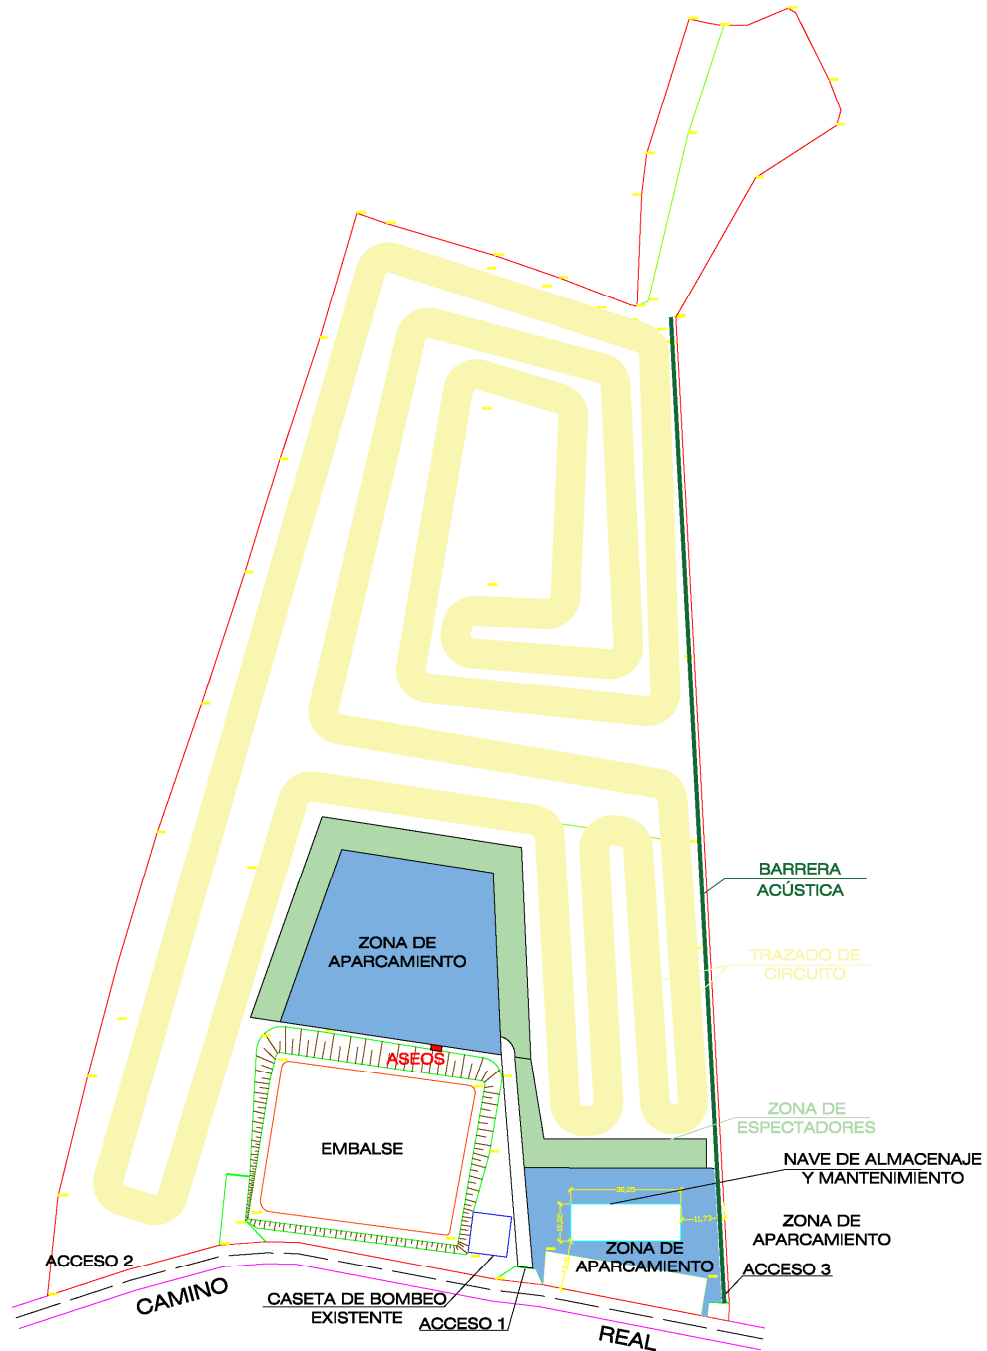 BARRERA
ACÚSTICA
ZONA DE
APARCAMIENTO
TRAZADO DE
CIRCUITO
ASEOS
ZONA DE
ESPECTADORES
EMBALSE
NAVE DE ALMACENAJE
Y MANTENIMIENTO
30,05
11,73
ZONA DE
APARCAMIENTO
ZONA DE
APARCAMIENTO
ACCESO 2
ACCESO 3
CAMINO
CASETA DE BOMBEO
EXISTENTE
ACCESO 1
REAL